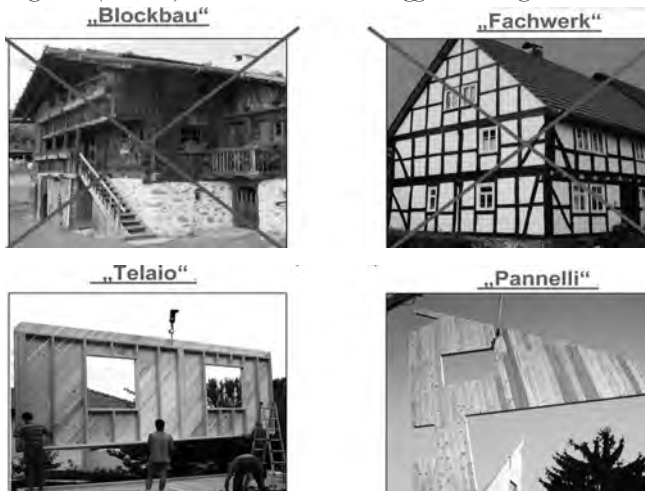 „Blockbau“
„Fachwerk“
„Telaio“
„Pannelli“